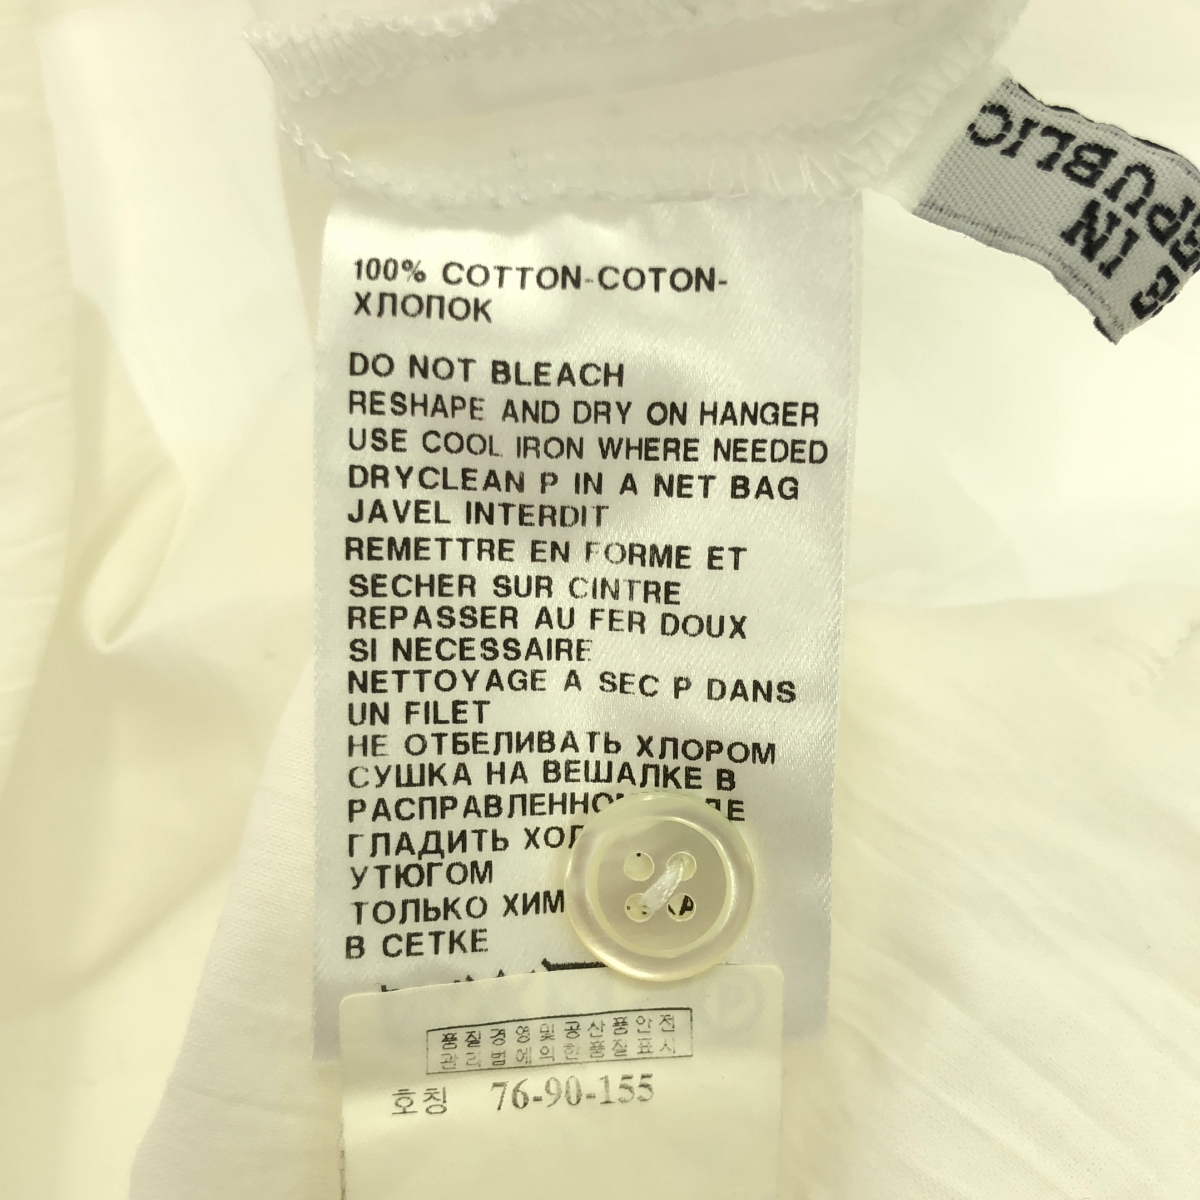 100% COTTON-COTON-
ХЛОПОК
DO NOT BLEACH
RESHAPE AND DRY ON HANGER
USE COOL IRON WHERE NEEDED
DRYCLEAN P IN A NET BAG
JAVEL INTERDIT
REMETTRE EN FORME ET
SECHER SUR CINTRE
REPASSER AU FER DOUX
SI NECESSAIRE
NETTOYAGE A SEC P DANS
UN FILET
НЕ ОТБЕЛИВАТЬ ХЛОРОМ
СУШКА НА ВЕШАЛКЕ В
ГЛАДИТЬ
УТЮГОМ
ТОЛЬКО
В СЕТКЕ
품질경영및공산품안전
관리법에의한품질표시
호칭 76-90-155
IN
PUBLIC